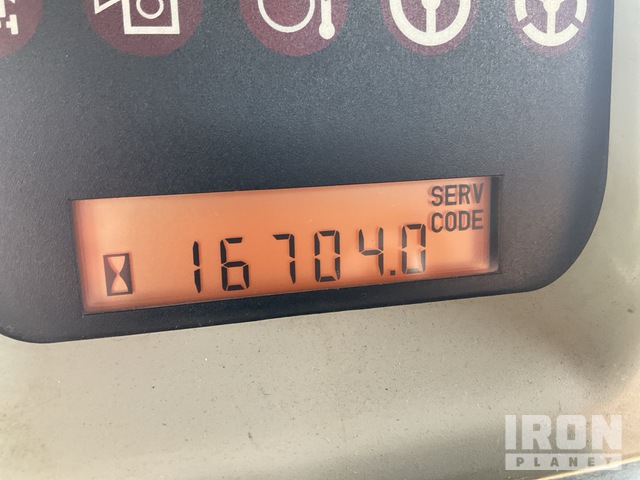 SERV
CODE
16704.0
IRON
PLANET